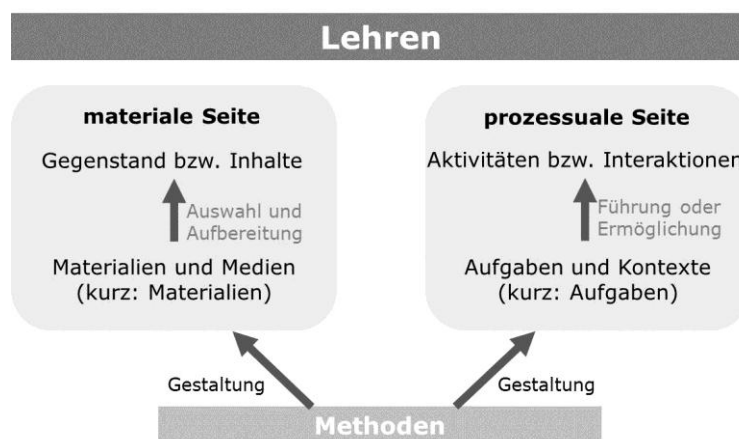 Lehren
materiale Seite
Gegenstand bzw. Inhalte
Auswahl und
Aufbereitung
Materialien und Medien
(kurz: Materialien)
prozessuale Seite
Aktivitäten bzw. Interaktionen
Führung oder
Ermöglichung
Aufgaben und Kontexte
(kurz: Aufgaben)
Gestaltung
Gestaltung
Methoden